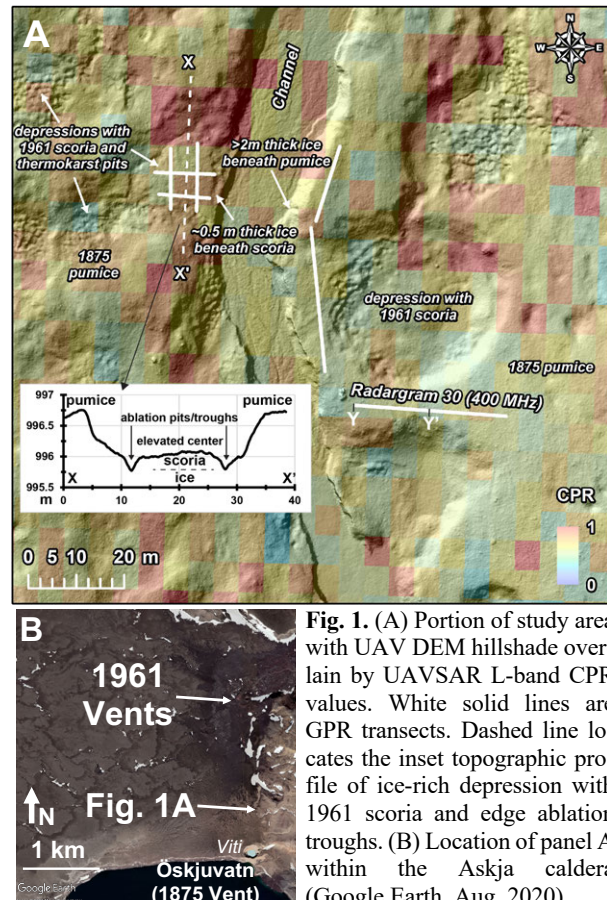 A
N
W E
S
X
Channel
depressions with
1961 scoria and
thermokarst pits
>2m thick ice
beneath pumice
~0.5 m thick ice
beneath scoria
1875
pumice
X'
depression with
1961 scoria
1875 pumice
Radargram 30 (400 MHz)
Y Y'
997
996.5
996
995.5
pumice pumice
ablation pits/troughs
elevated center
scoria
ice
X X'
m 0 10 20 30 40
0 5 10 20 m
CPR
1
0
B
1961
Vents
Fig. 1A
N
1 km
Viti
Öskjuvatn
(1875 Vent)
Google Earth
Fig. 1. (A) Portion of study area
with UAV DEM hillshade over-
lain by UAVSAR L-band CPR
values. White solid lines are
GPR transects. Dashed line lo-
cates the inset topographic pro-
file of ice-rich depression with
1961 scoria and edge ablation
troughs. (B) Location of panel A
within the Askja caldera
(Google Earth, Aug. 2020)